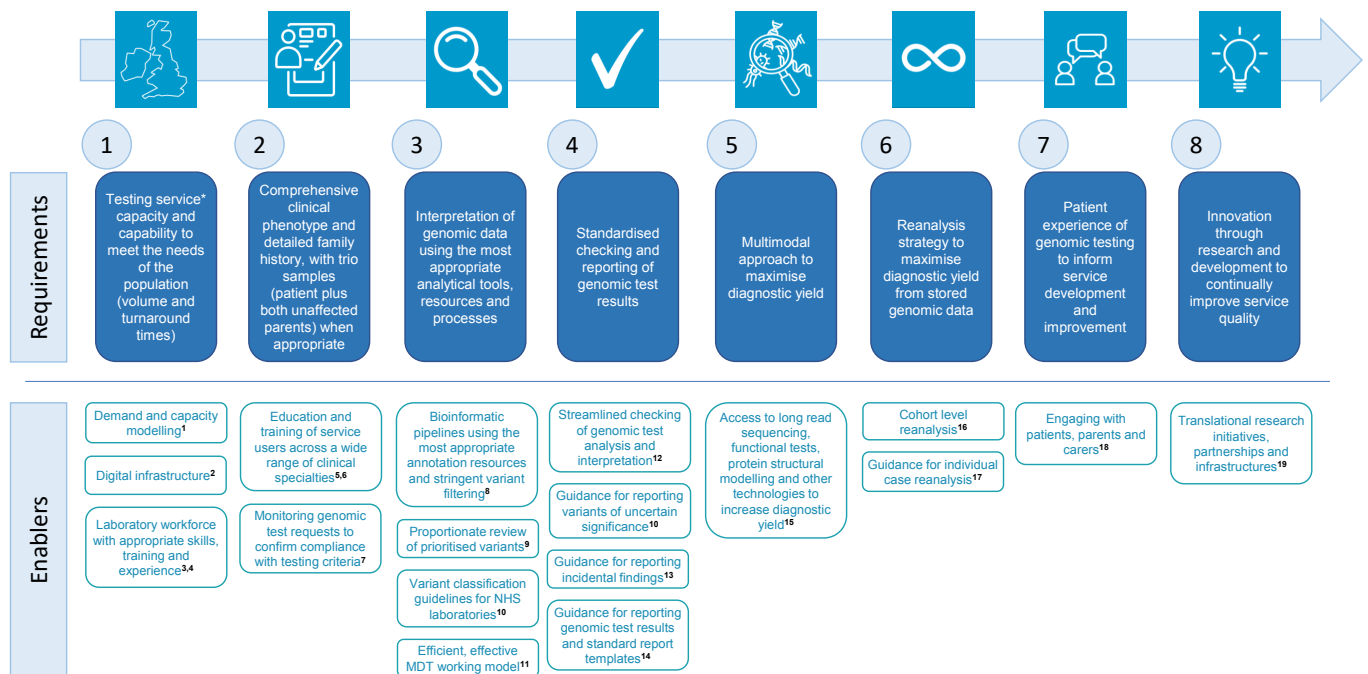 1
2
3
4
5
6
7
8
Requirements
Testing service*
capacity and
capability to
meet the needs
of the
population
(volume and
turnaround
times)
Comprehensive
clinical
phenotype and
detailed family
history, with trio
samples
(patient plus
both unaffected
parents) when
appropriate
Interpretation of
genomic data
using the most
appropriate
analytical tools,
resources and
processes
Standardised
checking and
reporting of
genomic test
results
Multimodal
approach to
maximise
diagnostic yield
Reanalysis
strategy to
maximise
diagnostic yield
from stored
genomic data
Patient
experience of
genomic testing
to inform
service
development
and
improvement
Innovation
through
research and
development to
continually
improve service
quality
Enablers
Demand and capacity
modelling1
Digital infrastructure2
Laboratory workforce
with appropriate skills,
training and
experience3,4
Education and
training of service
users across a wide
range of clinical
specialties5,6
Monitoring genomic
test requests to
confirm compliance
with testing criteria7
Bioinformatic
pipelines using the
most appropriate
annotation resources
and stringent variant
filtering8
Proportionate review
of prioritised variants9
Variant classification
guidelines for NHS
laboratories10
Efficient, effective
MDT working model11
Streamlined checking
of genomic test
analysis and
interpretation12
Guidance for reporting
variants of uncertain
significance10
Guidance for reporting
incidental findings13
Guidance for reporting
genomic test results
and standard report
templates14
Access to long read
sequencing,
functional tests,
protein structural
modelling and other
technologies to
increase diagnostic
yield15
Cohort level
reanalysis16
Guidance for individual
case reanalysis17
Engaging with
patients, parents and
carers18
Translational research
initiatives,
partnerships and
infrastructures19